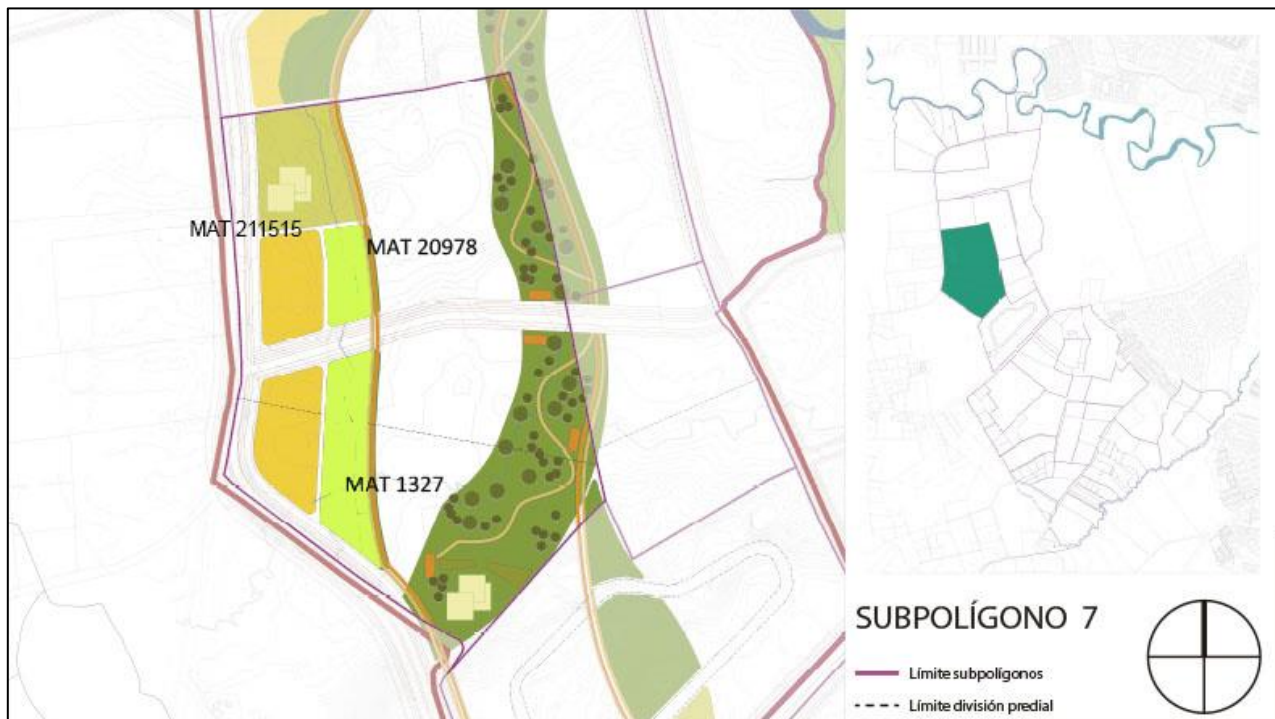 MAT 211515
MAT 20978
MAT 1327
SUBPOLÍGONO 7
Límite subpolígonos
Límite división predial